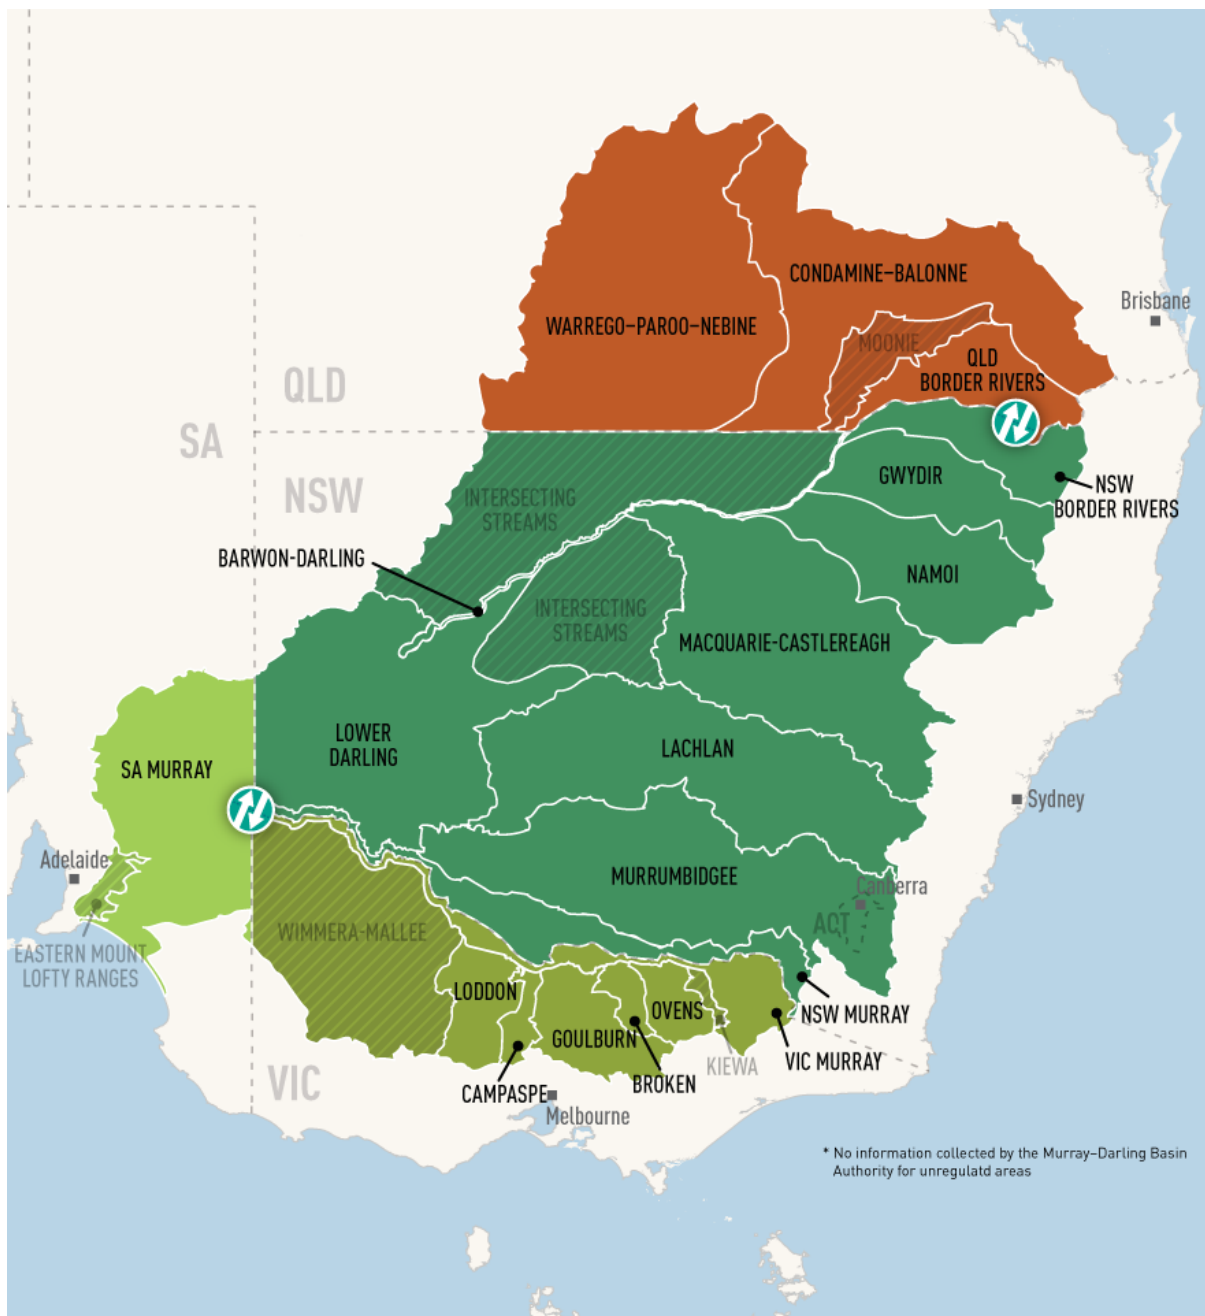 CONDAMINE–BALONNE
Brisbane
WARREGO–PAROO–NEBINE
MOONIE
QLD
BORDER RIVERS
QLD
SA
NSW
GWYDIR
NSW
BORDER RIVERS
INTERSECTING
STREAMS
BARWON-DARLING
NAMOI
INTERSECTING
STREAMS
MACQUARIE-CASTLEREAGH
LOWER
DARLING
LACHLAN
SA MURRAY
Sydney
Adelaide
MURRUMBIDGEE
Canberra
ACT
WIMMERA-MALLEE
EASTERN MOUNT
LOFTY RANGES
LODDON
OVENS
NSW MURRAY
GOULBURN
VIC MURRAY
KIEWA
VIC
CAMPASPE
BROKEN
Melbourne
* No information collected by the Murray–Darling Basin
Authority for unregulatd areas